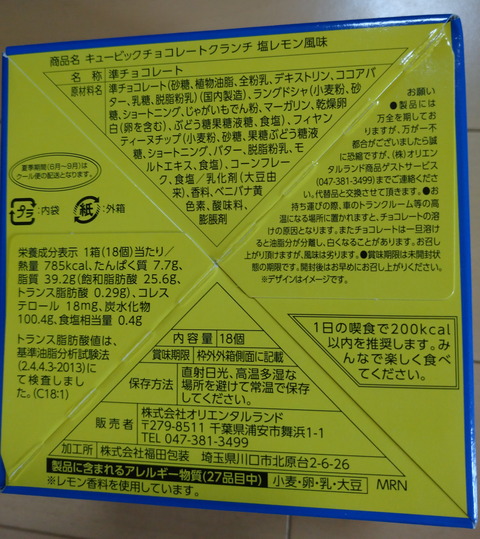 商品名 キュービックチョコレートクランチ 塩レモン風味
名称 準チョコレート
原材料名 準チョコレート(砂糖、植物油脂、全粉乳、デキストリン、ココアバ
ター、乳糖、脱脂粉乳)(国内製造)、ラングドシャ(小麦粉、砂
糖、ショートニング、じゃがいもでん粉、マーガリン、乾燥卵
白(卵を含む)、ぶどう糖果糖液糖、食塩)、フィヤン
ティーヌチップ(小麦粉、砂糖、果糖ぶどう糖液
糖、ショートニング、バター、脱脂粉乳、モ
ルトエキス、食塩)、コーンフレー
ク、食塩/乳化剤(大豆由
来)、香料、ベニバナ黄
色素、酸味料、
膨脹剤
お願い
●製品には
万全を期して
おりますが、万が一不
都合がございましたら誠
に恐縮ですが、(株)オリエン
タルランド商品ゲストサービス
(047-381-3499)までご連絡くださ
い。代替品と交換させて頂きます。●
お持ち運びの際、車のトランクルーム等の高
温になる場所に置かれますと、チョコレートの溶
けの原因となります。またチョコレートは一旦溶け
ると油脂分が分離し、白くなることがあります。お召し
上がり頂けますが、風味は劣ります。●賞味期限は未開封状
態の期限です。開封後はお早めにお召し上がりください。
※デザインはイメージです。
夏季期間(6月〜9月)は
クール便の配送となります。
プラ :内袋 紙 :外箱
栄養成分表示 1箱(18個)当たり/
熱量 785kcal、たんぱく質 7.7g、
脂質 39.2g(飽和脂肪酸 25.6g、
トランス脂肪酸 0.29g)、コレス
テロール 18mg、炭水化物
100.4g、食塩相当量 0.4g
トランス脂肪酸値は、
基準油脂分析試験法
(2.4.4.3-2013)にて
検査しました。(C18:1)
1日の喫食で200kcal
以内を推奨します。み
んなで楽しく食べ
てください。
内容量 18個
賞味期限 枠外外箱側面に記載
保存方法 直射日光、高温多湿な
場所を避けて常温で保存
してください。
販売者 株式会社オリエンタルランド
〒279-8511 千葉県浦安市舞浜1-1
TEL 047-381-3499
加工所 株式会社福田包装 埼玉県川口市北原台2-6-26
製品に含まれるアレルギー物質(27品目中) 小麦・卵・乳・大豆 MRN
※レモン香料を使用しています。